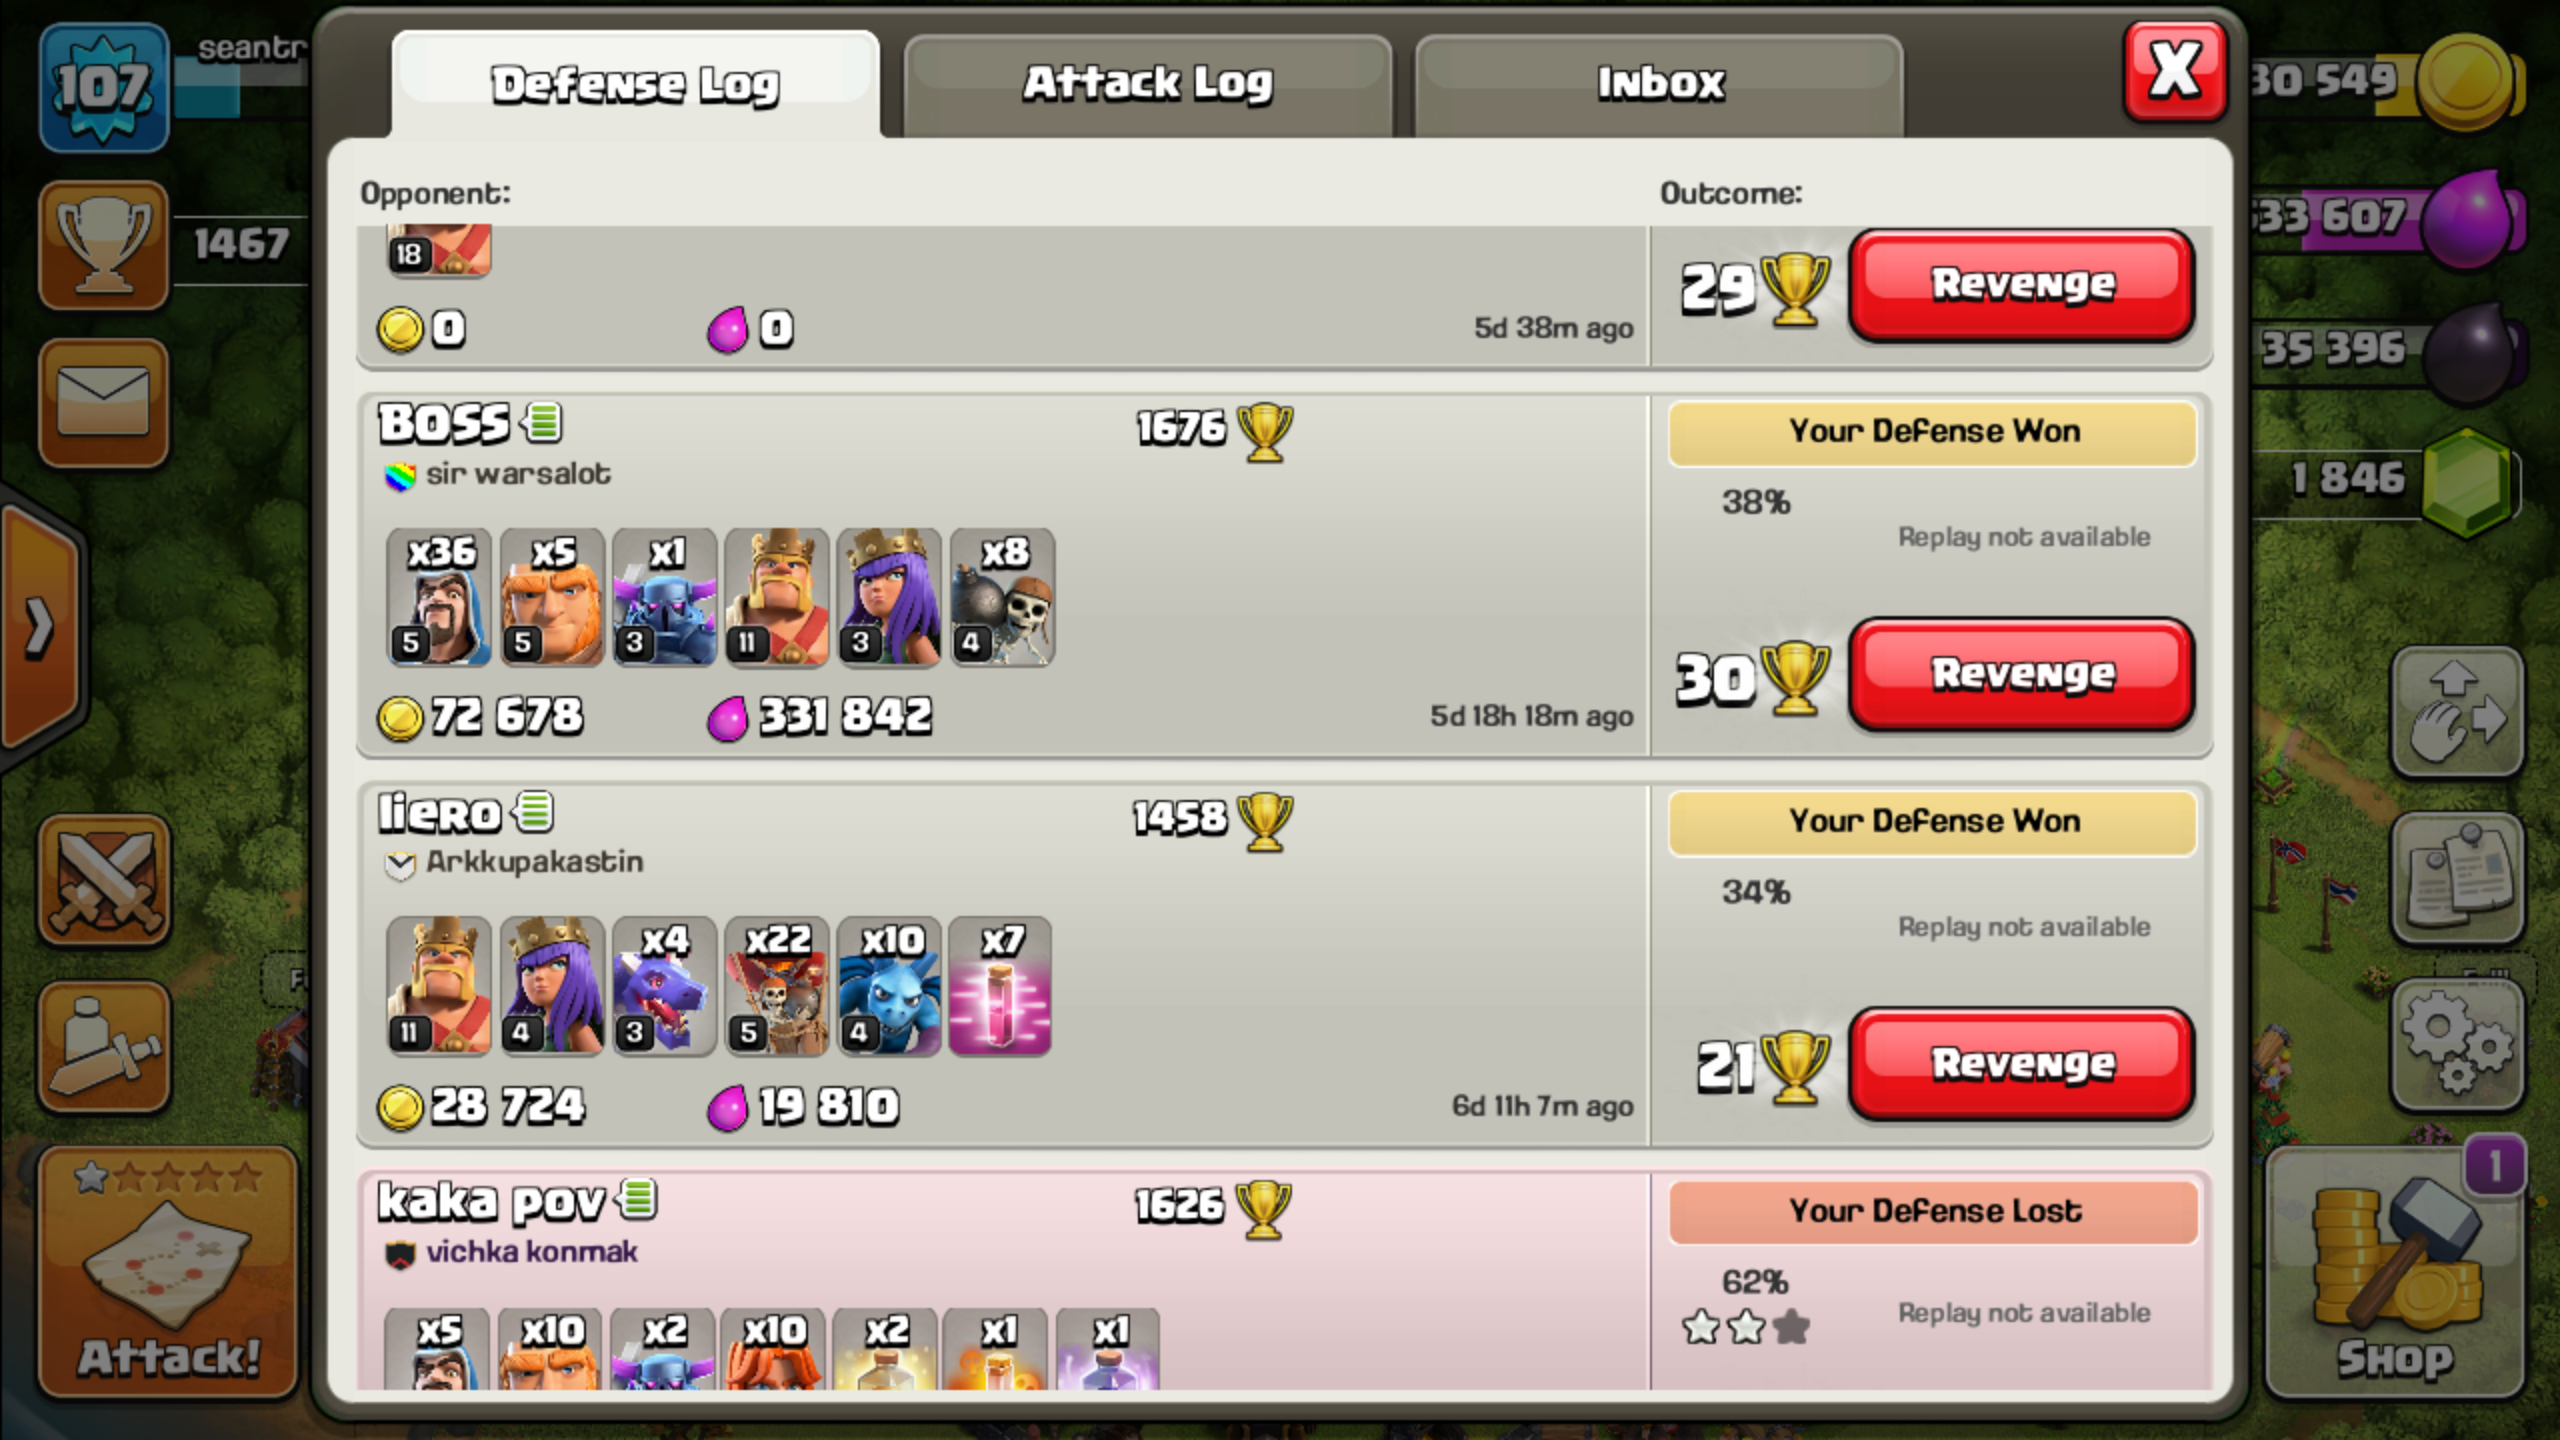 107
seantr
1467
Defense Log
Attack Log
Inbox
X
30 549
33 607
35 396
1 846
Opponent:
Outcome:
18
0
0
5d 38m ago
29
Revenge
BOSS
sir warsalot
1676
Your Defense Won
38%
Replay not available
x36
x5
x1
x8
5
5
3
11
3
4
72 678
331 842
5d 18h 18m ago
30
Revenge
liero
Arkkupakastin
1458
Your Defense Won
34%
Replay not available
x4
x22
x10
x7
11
4
3
5
4
28 724
19 810
6d 11h 7m ago
21
Revenge
kaka pov
vichka konmak
1626
Your Defense Lost
62%
Replay not available
x5
x10
x2
x10
x2
x1
x1
Attack!
1
Shop